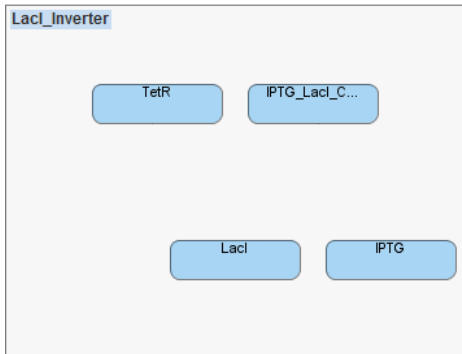 LacI_Inverter
TetR
IPTG_LacI_C...
LacI
IPTG